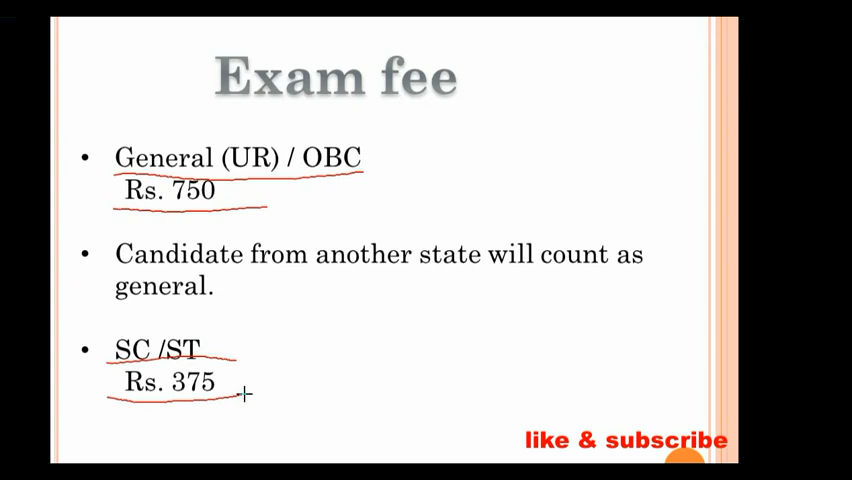 Exam fee
• General (UR) / OBC
Rs. 750
• Candidate from another state will count as
general.
• SC /ST
Rs. 375
like & subscribe